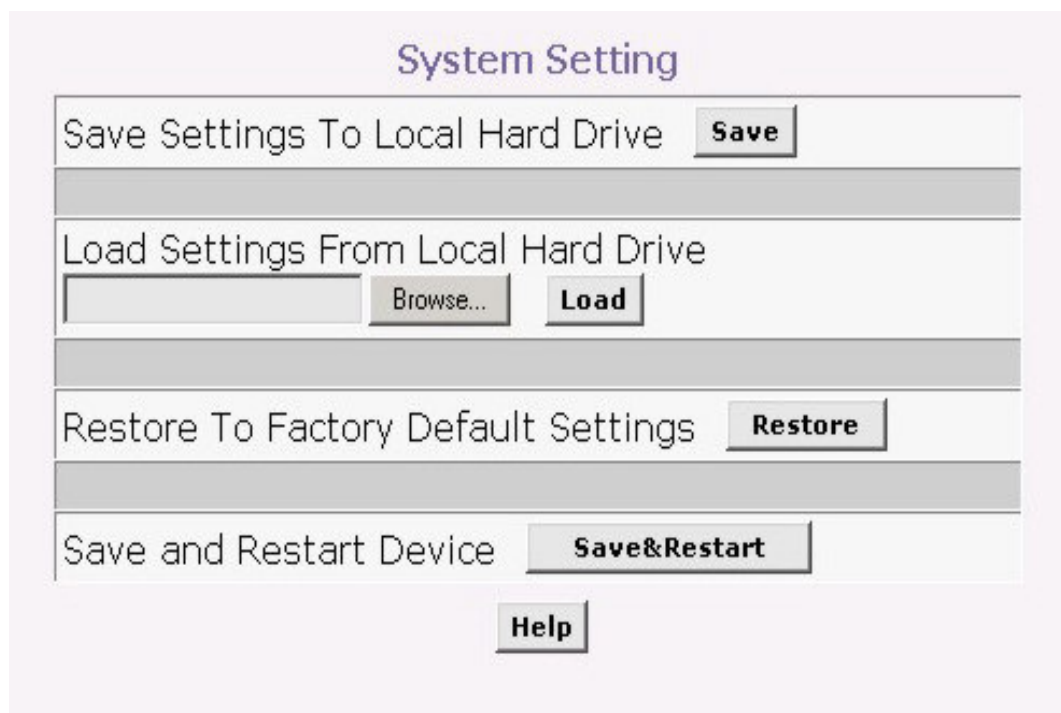 System Setting
Save Settings To Local Hard Drive Save
Load Settings From Local Hard Drive
Browse... Load
Restore To Factory Default Settings Restore
Save and Restart Device Save&Restart
Help